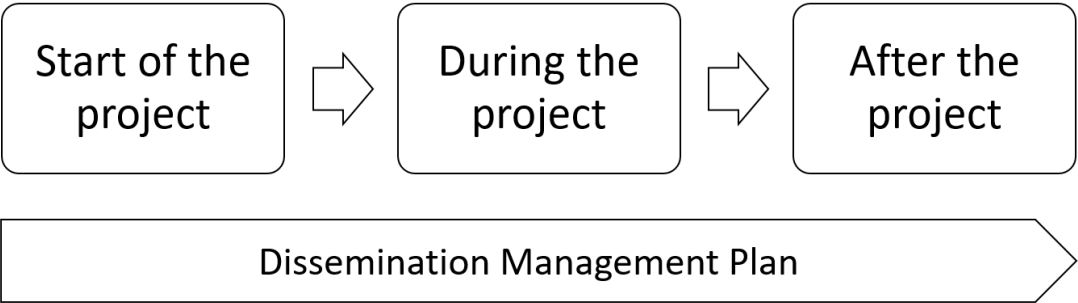 Start of the
project
During the
project
After the
project
Dissemination Management Plan